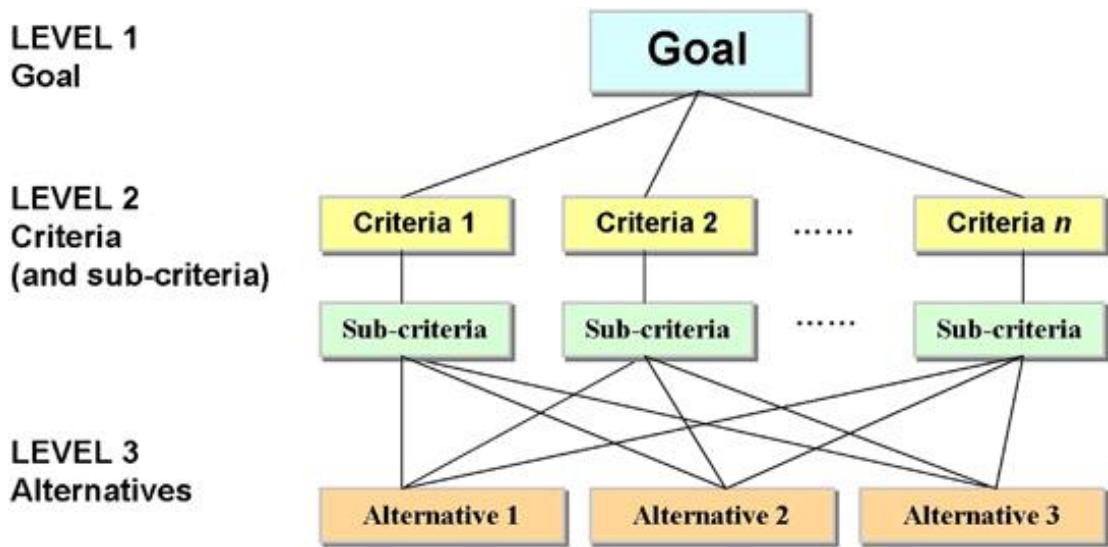 LEVEL 1
Goal
Goal
LEVEL 2
Criteria
(and sub-criteria)
Criteria 1
Criteria 2
......
Criteria n
Sub-criteria
Sub-criteria
......
Sub-criteria
LEVEL 3
Alternatives
Alternative 1
Alternative 2
Alternative 3